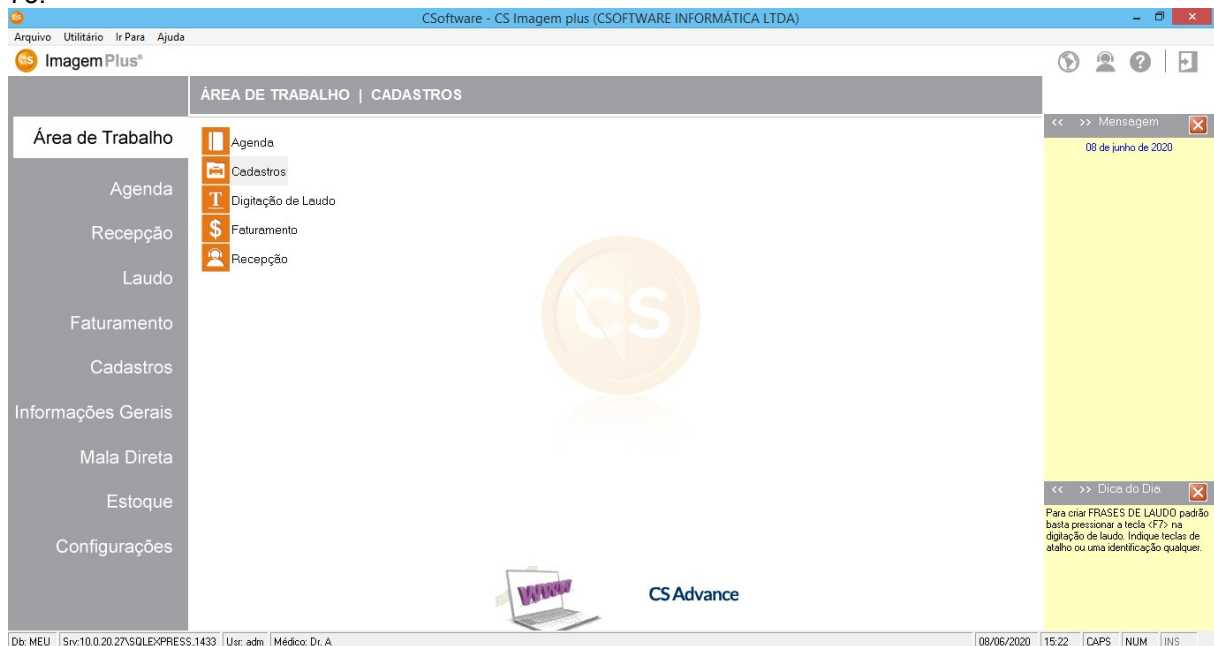 CSoftware - CS Imagem plus (CSOFTWARE INFORMÁTICA LTDA)
Arquivo Utilitário Ir Para Ajuda
CS ImagemPlus®
ÁREA DE TRABALHO | CADASTROS
Área de Trabalho
Agenda
Recepção
Laudo
Faturamento
Cadastros
Informações Gerais
Mala Direta
Estoque
Configurações
Agenda
Cadastros
Digitação de Laudo
Faturamento
Recepção
CS
WWW
CS Advance
<< >> Mensagem
08 de junho de 2020
<< >> Dica do Dia
Para criar FRASES DE LAUDO padrão
basta pressionar a tecla <F7> na
digitação de laudo. Indique teclas de
atalho ou uma identificação qualquer.
Db: MEU Srv:10.0.20.27\SQLEXPRESS,1433 Usr: adm Médico: Dr. A 08/06/2020 15:22 CAPS NUM INS